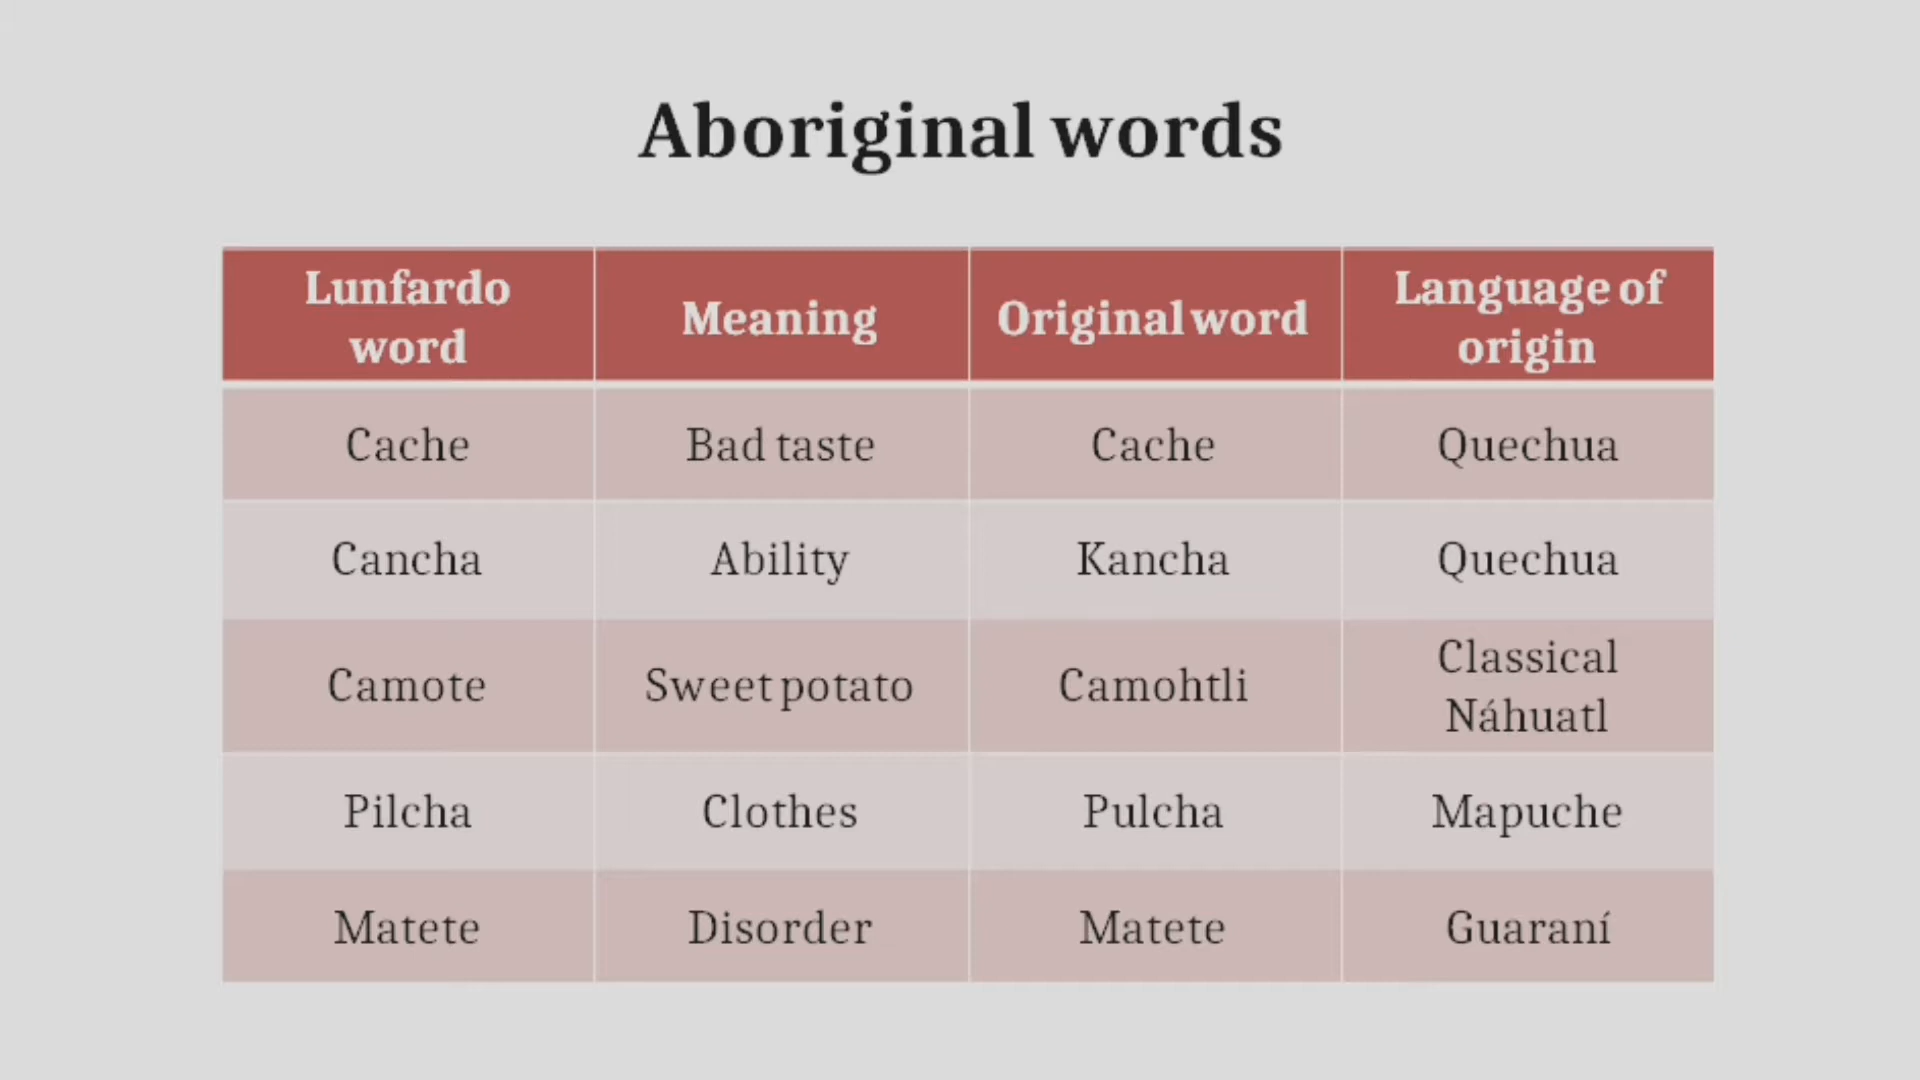 Aboriginal words
Lunfardo
word
Meaning
Original word
Language of
origin
Cache
Bad taste
Cache
Quechua
Cancha
Ability
Kancha
Quechua
Camote
Sweet potato
Camohtli
Classical
Náhuatl
Pilcha
Clothes
Pulcha
Mapuche
Matete
Disorder
Matete
Guaraní